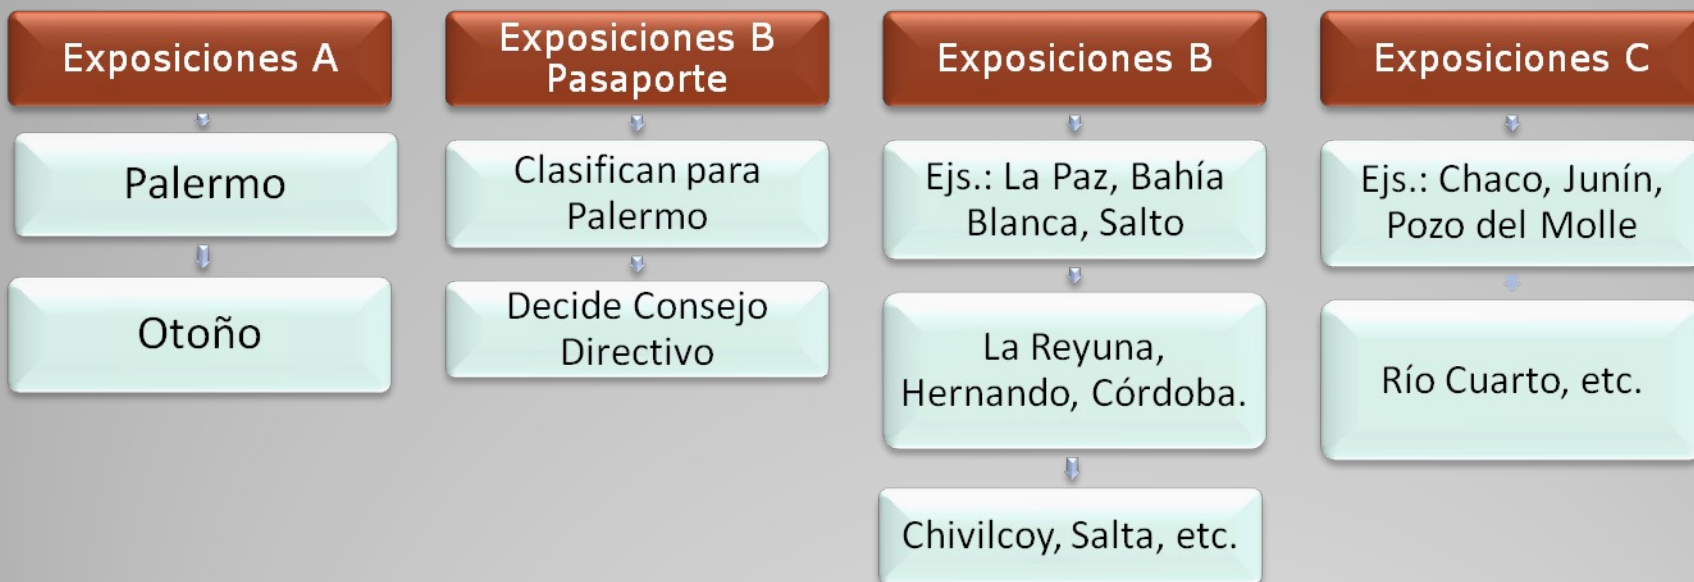 Exposiciones A
Palermo
Otoño
Exposiciones B
Pasaporte
Clasifican para
Palermo
Decide Consejo
Directivo
Exposiciones B
Ejs.: La Paz, Bahía
Blanca, Salto
La Reyuna,
Hernando, Córdoba.
Chivilcoy, Salta, etc.
Exposiciones C
Ejs.: Chaco, Junín,
Pozo del Molle
Río Cuarto, etc.